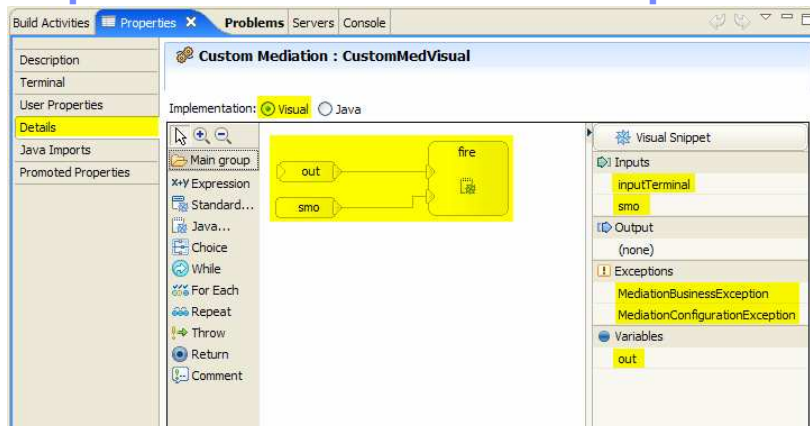 Build Activities Properties Problems Servers Console
Description
Terminal
User Properties
Details
Java Imports
Promoted Properties
Custom Mediation : CustomMedVisual
Implementation: Visual Java
Main group
x+y Expression
Standard...
Java...
Choice
While
For Each
Repeat
Throw
Return
Comment
out
smo
fire
Visual Snippet
Inputs
inputTerminal
smo
Output
(none)
Exceptions
MediationBusinessException
MediationConfigurationException
Variables
out